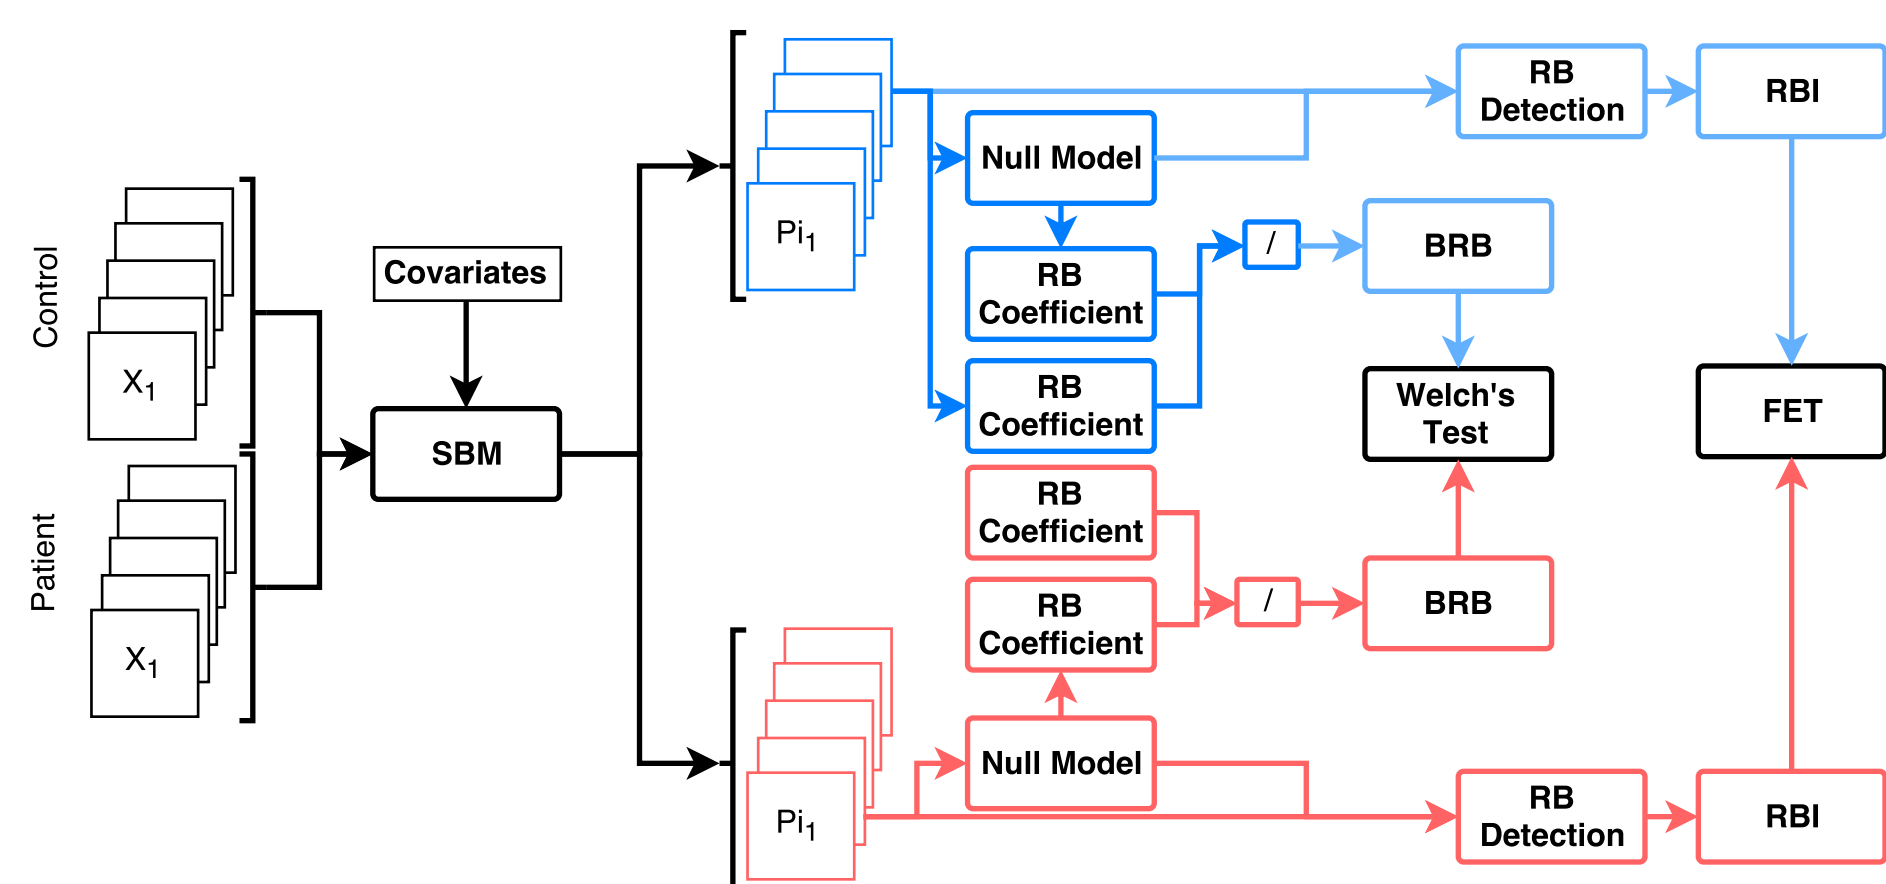 Control
X1
Patient
X1
Covariates
SBM
Pi1
Null Model
RB
Coefficient
RB
Coefficient
/
BRB
RB
Detection
RBI
Welch's
Test
FET
RB
Coefficient
RB
Coefficient
/
BRB
Pi1
Null Model
RB
Detection
RBI